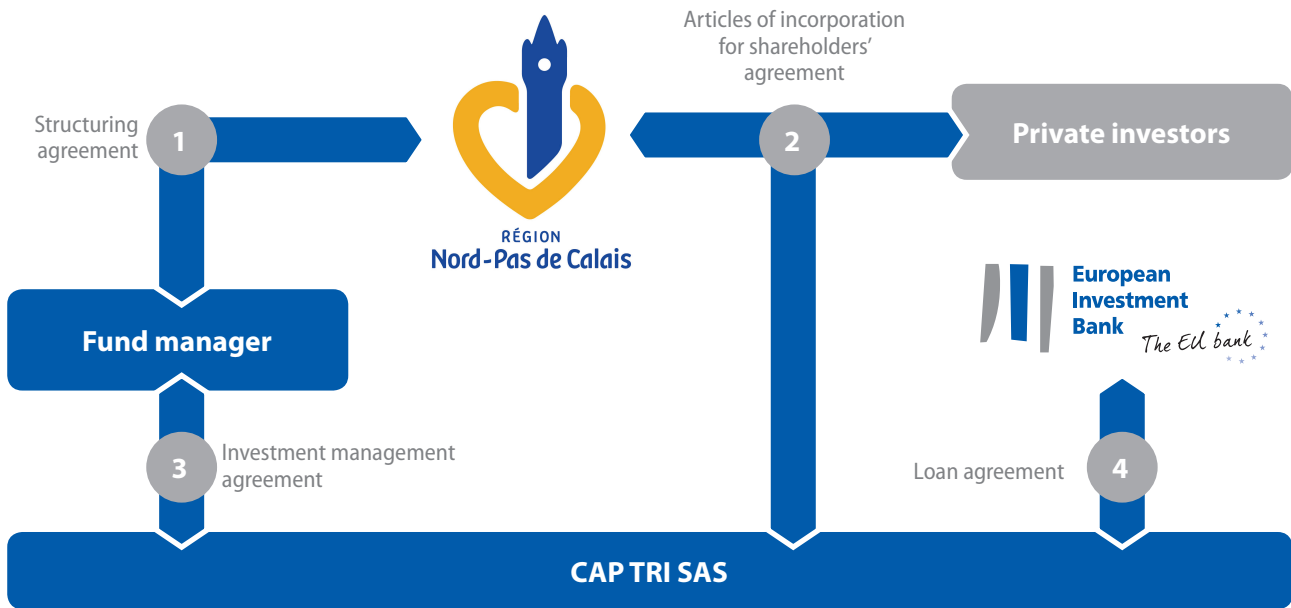 Articles of incorporation
for shareholders’
agreement
Structuring
agreement
1
2
Private investors
RÉGION
Nord-Pas de Calais
European
Investment
Bank
The EU bank
Fund manager
3
Investment management
agreement
Loan agreement
4
CAP TRI SAS